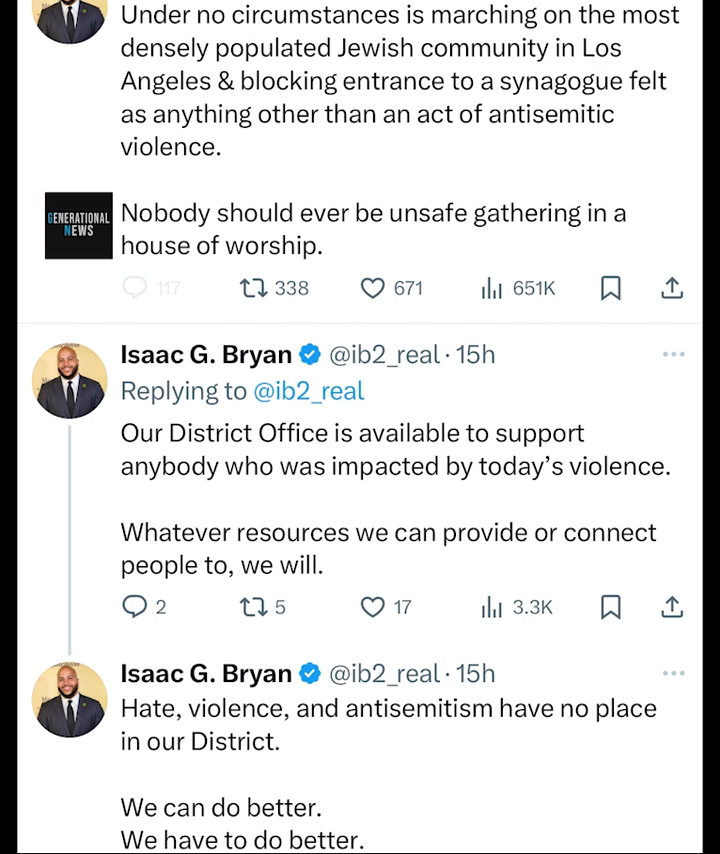 Under no circumstances is marching on the most
densely populated Jewish community in Los
Angeles & blocking entrance to a synagogue felt
as anything other than an act of antisemitic
violence.
GENERATIONAL
NEWS
Nobody should ever be unsafe gathering in a
house of worship.
117 338 671 651K
Isaac G. Bryan @ib2_real · 15h
Replying to @ib2_real
Our District Office is available to support
anybody who was impacted by today's violence.
Whatever resources we can provide or connect
people to, we will.
2 5 17 3.3K
Isaac G. Bryan @ib2_real · 15h
Hate, violence, and antisemitism have no place
in our District.
We can do better.
We have to do better.